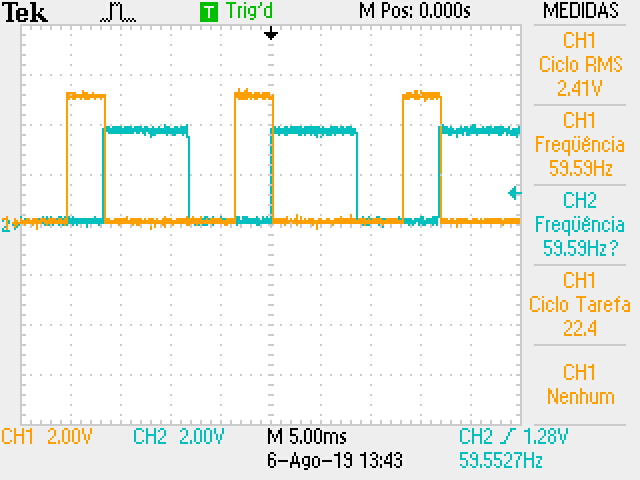 Tek T Trig'd M Pos: 0.000s MEDIDAS
CH1
Ciclo RMS
2.41V
CH1
Freqüência
59.59Hz
CH2
Freqüência
59.59Hz?
CH1
Ciclo Tarefa
22.4
CH1
Nenhum
1
2
CH1 2.00V CH2 2.00V M 5.00ms CH2 1.28V
6-Ago-19 13:43 59.5527Hz